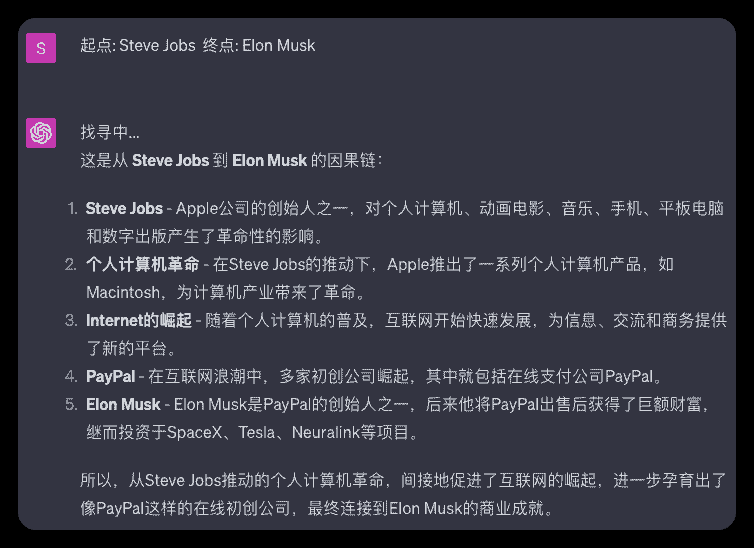 S
起点: Steve Jobs 终点: Elon Musk
找寻中...
这是从 Steve Jobs 到 Elon Musk 的因果链：
1. Steve Jobs - Apple公司的创始人之一，对个人计算机、动画电影、音乐、手机、平板电脑
和数字出版产生了革命性的影响。
2. 个人计算机革命 - 在Steve Jobs的推动下，Apple推出了一系列个人计算机产品，如
Macintosh，为计算机产业带来了革命。
3. Internet的崛起 - 随着个人计算机的普及，互联网开始快速发展，为信息、交流和商务提供
了新的平台。
4. PayPal - 在互联网浪潮中，多家初创公司崛起，其中就包括在线支付公司PayPal。
5. Elon Musk - Elon Musk是PayPal的创始人之一，后来他将PayPal出售后获得了巨额财富，
继而投资于SpaceX、Tesla、Neuralink等项目。
所以，从Steve Jobs推动的个人计算机革命，间接地促进了互联网的崛起，进一步孕育出了
像PayPal这样的在线初创公司，最终连接到Elon Musk的商业成就。